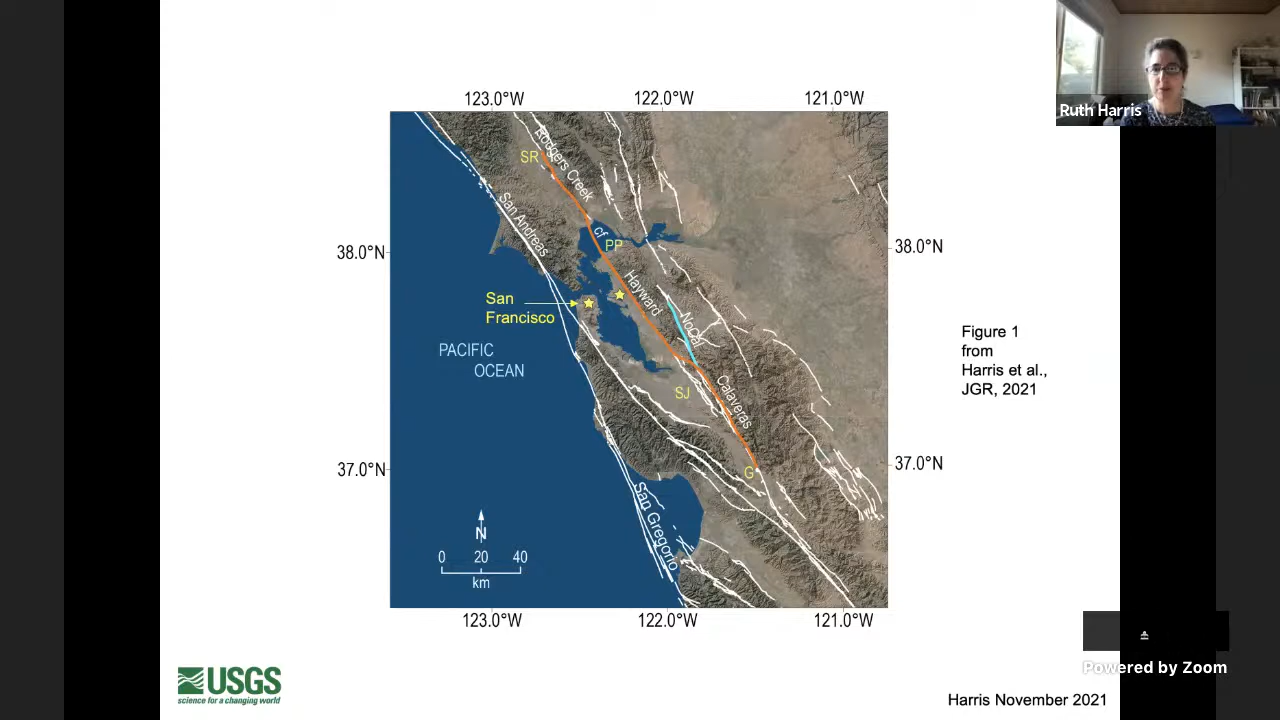 Ruth Harris
123.0°W
122.0°W
121.0°W
SR
Rodgers Creek
San Andreas
cf
PP
38.0°N
38.0°N
Hayward
San
Francisco
NoCal
PACIFIC
OCEAN
SJ
Calaveras
Figure 1
from
Harris et al.,
JGR, 2021
37.0°N
37.0°N
G
San Gregorio
N
0 20 40
km
123.0°W
122.0°W
121.0°W
USGS
science for a changing world
Powered by Zoom
Harris November 2021